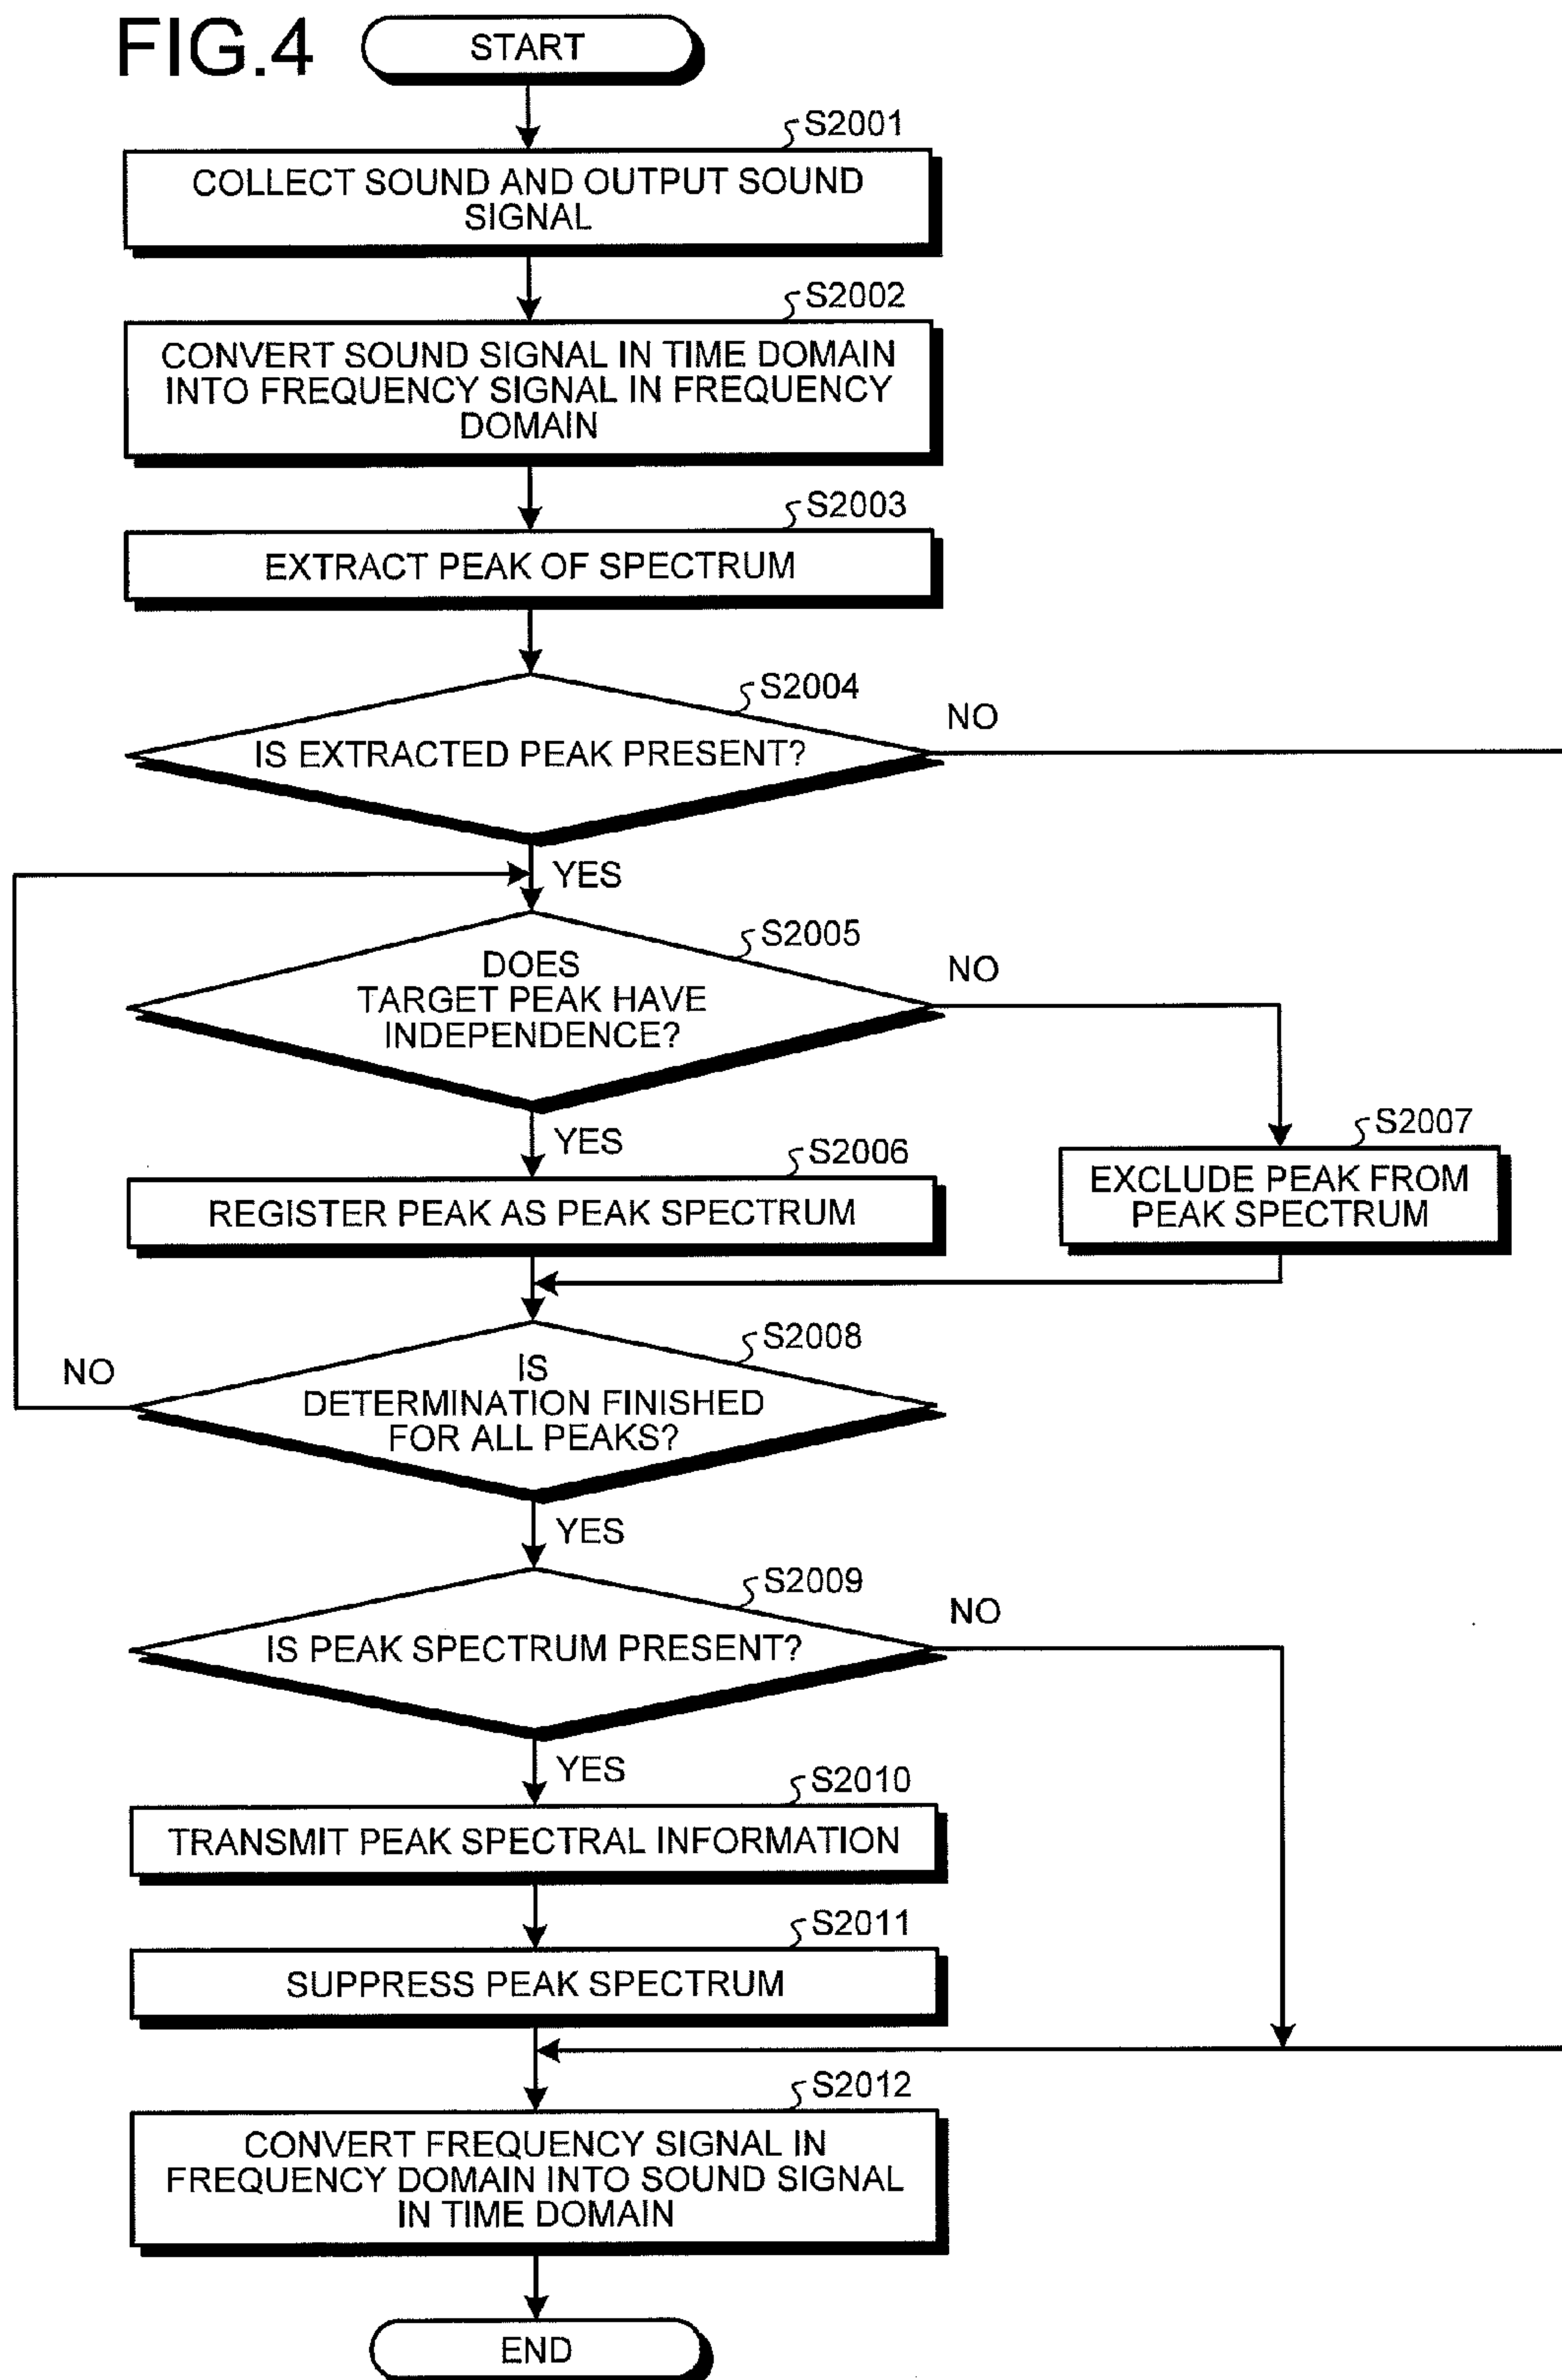 FIG.4
START
S2001
COLLECT SOUND AND OUTPUT SOUND
SIGNAL
S2002
CONVERT SOUND SIGNAL IN TIME DOMAIN
INTO FREQUENCY SIGNAL IN FREQUENCY
DOMAIN
S2003
EXTRACT PEAK OF SPECTRUM
S2004
IS EXTRACTED PEAK PRESENT?
NO
YES
S2005
DOES
TARGET PEAK HAVE
INDEPENDENCE?
NO
YES
S2006
REGISTER PEAK AS PEAK SPECTRUM
S2007
EXCLUDE PEAK FROM
PEAK SPECTRUM
S2008
IS
DETERMINATION FINISHED
FOR ALL PEAKS?
NO
YES
S2009
IS PEAK SPECTRUM PRESENT?
NO
YES
S2010
TRANSMIT PEAK SPECTRAL INFORMATION
S2011
SUPPRESS PEAK SPECTRUM
S2012
CONVERT FREQUENCY SIGNAL IN
FREQUENCY DOMAIN INTO SOUND SIGNAL
IN TIME DOMAIN
END